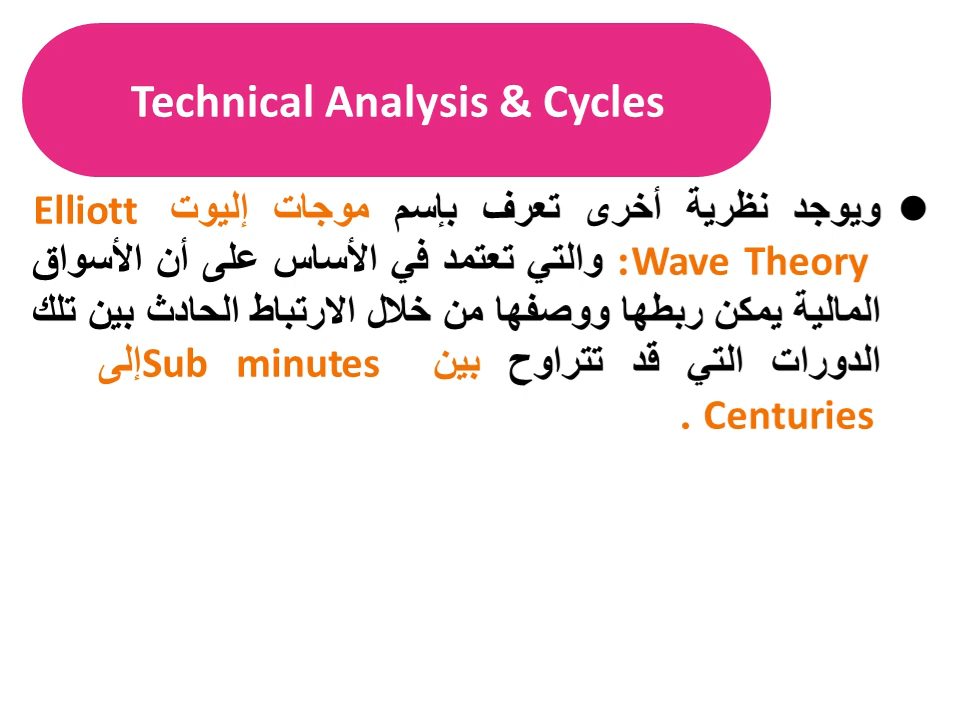 Technical Analysis & Cycles
● ويوجد نظرية أخرى تعرف بإسم موجات إليوت Elliott
Wave Theory: والتي تعتمد في الأساس على أن الأسواق
المالية يمكن ربطها ووصفها من خلال الارتباط الحادث بين تلك
الدورات التي قد تتراوح بين Sub minutes إلى
Centuries .